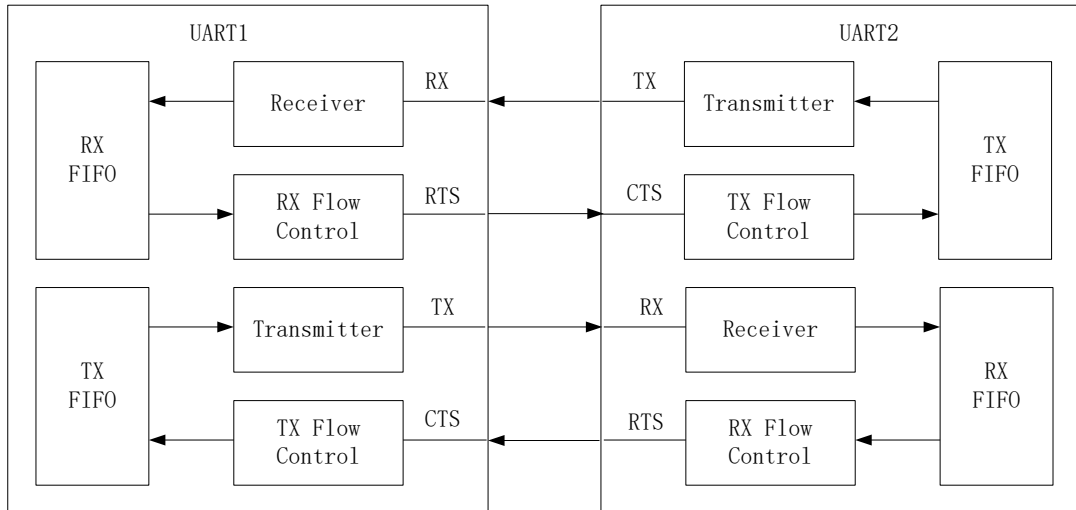 UART1
RX
FIFO
Receiver
RX
RX Flow
Control
RTS
TX
FIFO
Transmitter
TX
TX Flow
Control
CTS
UART2
TX
Transmitter
TX
FIFO
CTS
TX Flow
Control
RX
Receiver
RX
FIFO
RTS
RX Flow
Control